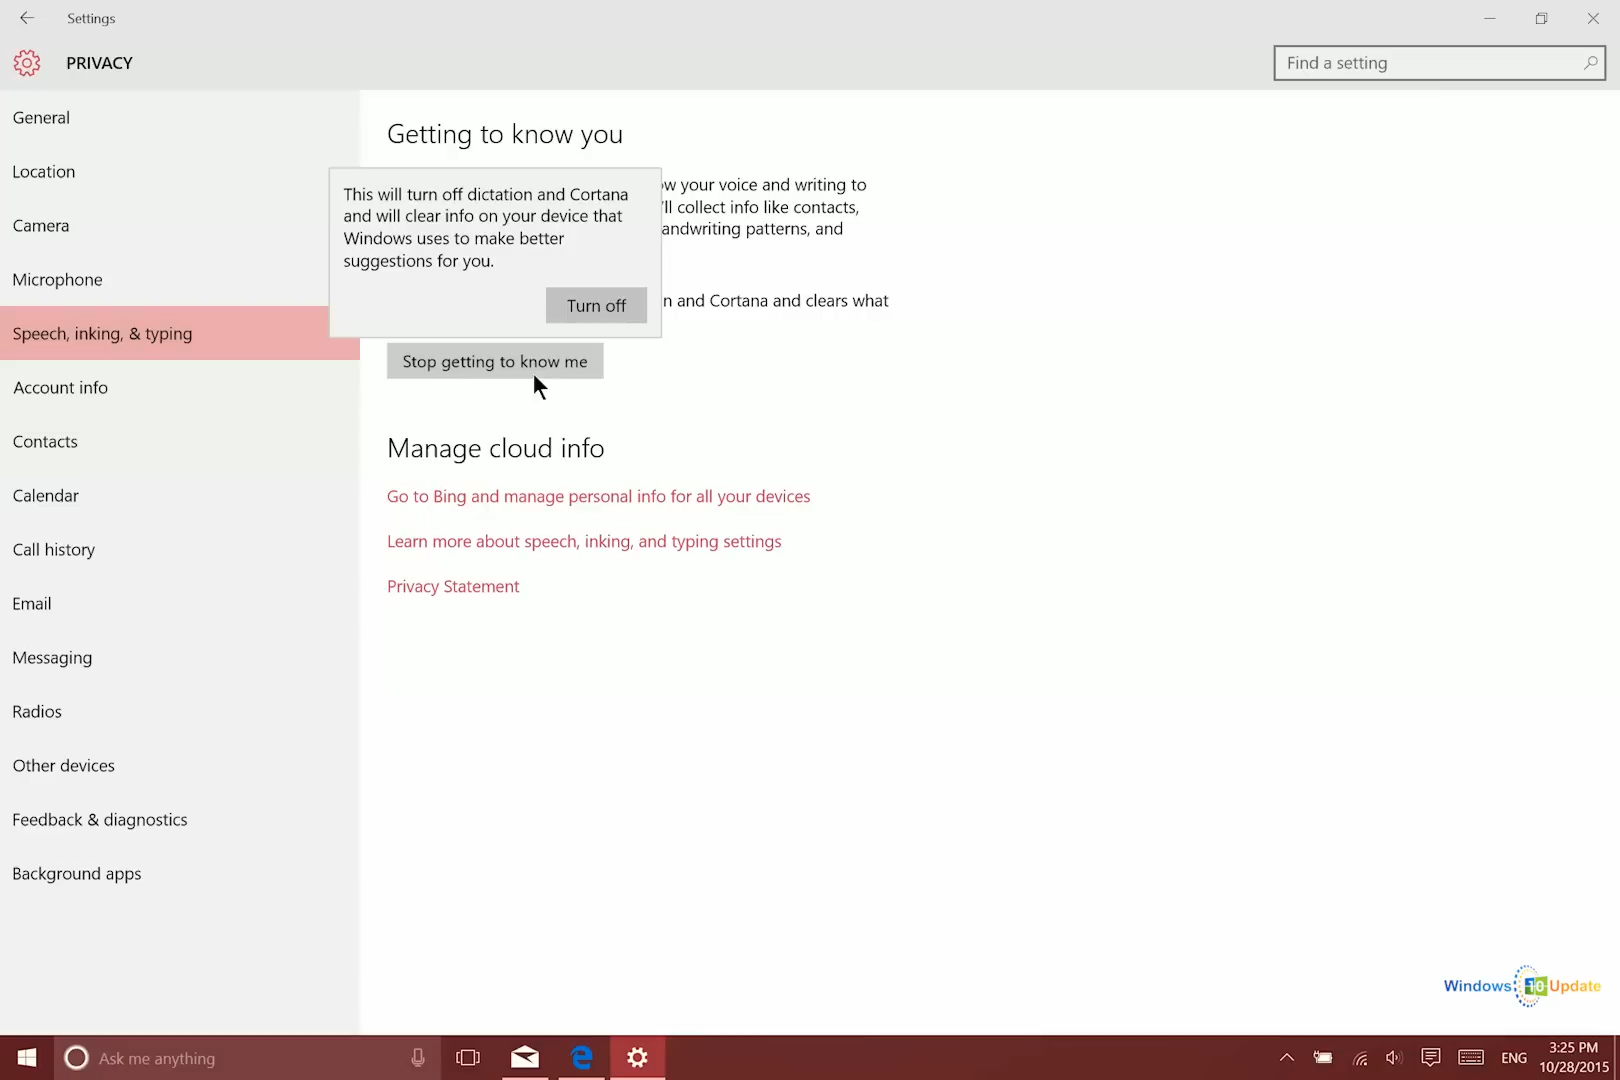 Settings
PRIVACY
Find a setting
General
Location
Camera
Microphone
Speech, inking, & typing
Account info
Contacts
Calendar
Call history
Email
Messaging
Radios
Other devices
Feedback & diagnostics
Background apps
Getting to know you
w your voice and writing to
'll collect info like contacts,
andwriting patterns, and
n and Cortana and clears what
This will turn off dictation and Cortana
and will clear info on your device that
Windows uses to make better
suggestions for you.
Turn off
Stop getting to know me
Manage cloud info
Go to Bing and manage personal info for all your devices
Learn more about speech, inking, and typing settings
Privacy Statement
Windows 10 Update
Ask me anything
ENG
3:25 PM
10/28/2015